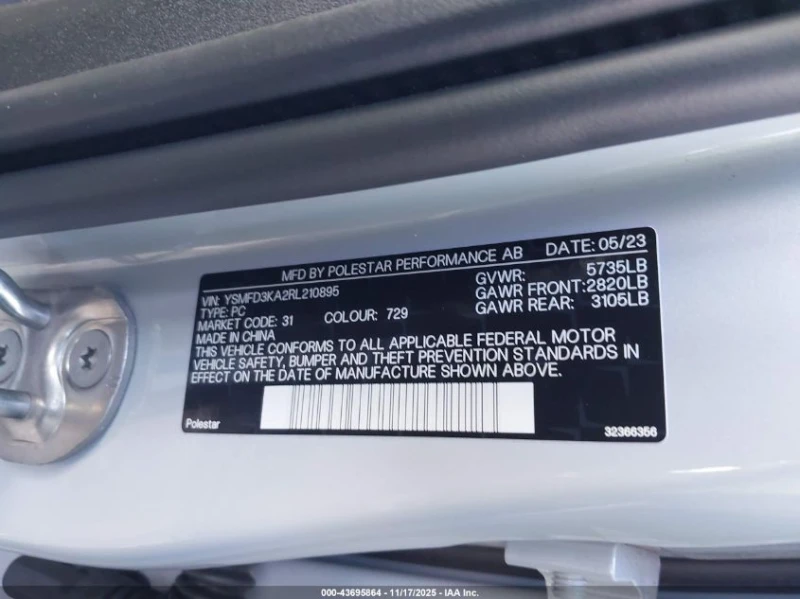 MFD BY POLESTAR PERFORMANCE AB DATE: 05/23
VIN: YSMFD3KA2RL210895 GVWR: 5735LB
TYPE: PC GAWR FRONT: 2820LB
MARKET CODE: 31 COLOUR: 729 GAWR REAR: 3105LB
MADE IN CHINA
THIS VEHICLE CONFORMS TO ALL APPLICABLE FEDERAL MOTOR
VEHICLE SAFETY, BUMPER AND THEFT PREVENTION STANDARDS IN
EFFECT ON THE DATE OF MANUFACTURE SHOWN ABOVE.
Polestar 32366356
000-43695864 - 11/17/2025 - IAA Inc.